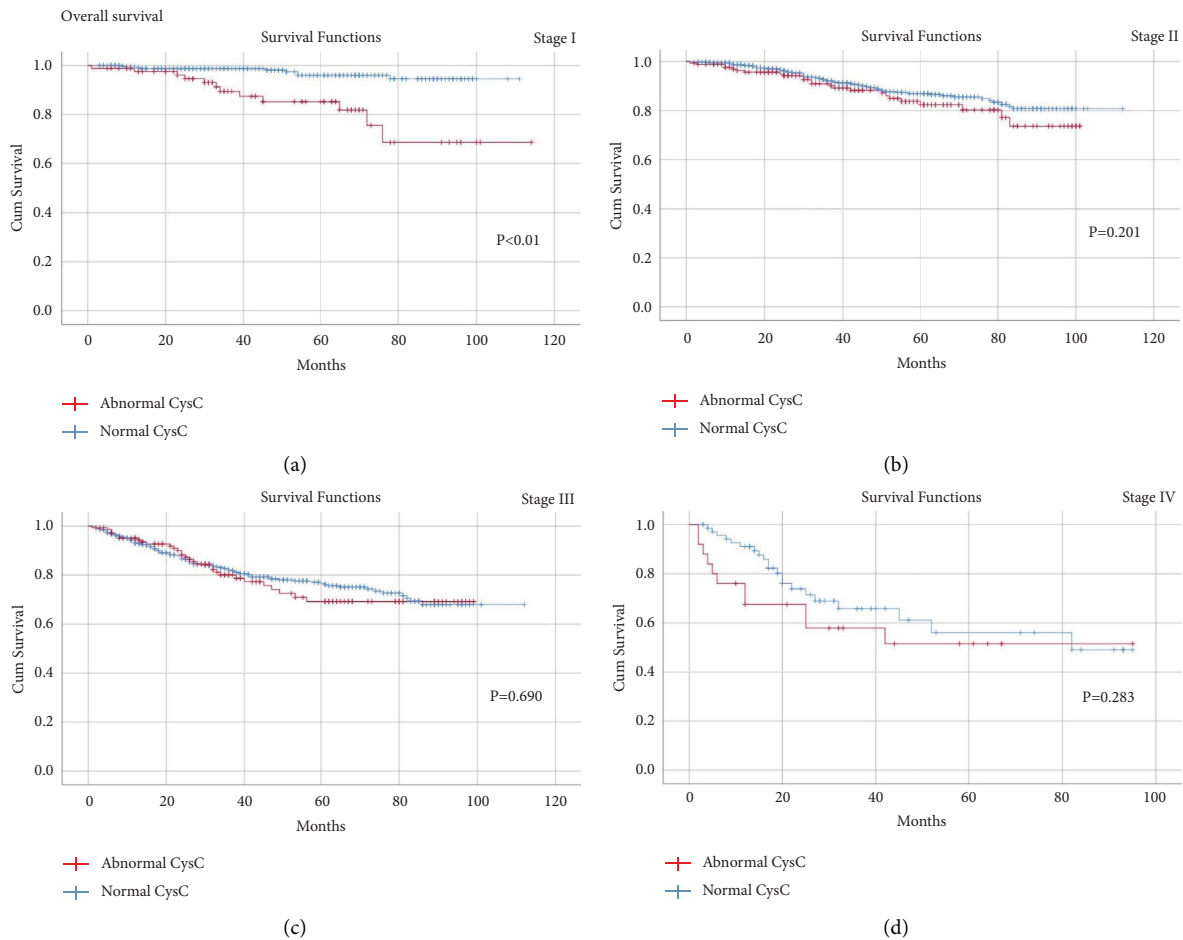 Overall survival
Survival Functions
Stage I
1.0
0.8
0.6
0.4
0.2
0.0
Cum Survival
P<0.01
0 20 40 60 80 100 120
Months
Abnormal CysC
Normal CysC
(a)
Survival Functions
Stage II
1.0
0.8
0.6
0.4
0.2
0.0
Cum Survival
P=0.201
0 20 40 60 80 100 120
Months
Abnormal CysC
Normal CysC
(b)
Survival Functions
Stage III
1.0
0.8
0.6
0.4
0.2
0.0
Cum Survival
P=0.690
0 20 40 60 80 100 120
Months
Abnormal CysC
Normal CysC
(c)
Survival Functions
Stage IV
1.0
0.8
0.6
0.4
0.2
0.0
Cum Survival
P=0.283
0 20 40 60 80 100
Months
Abnormal CysC
Normal CysC
(d)